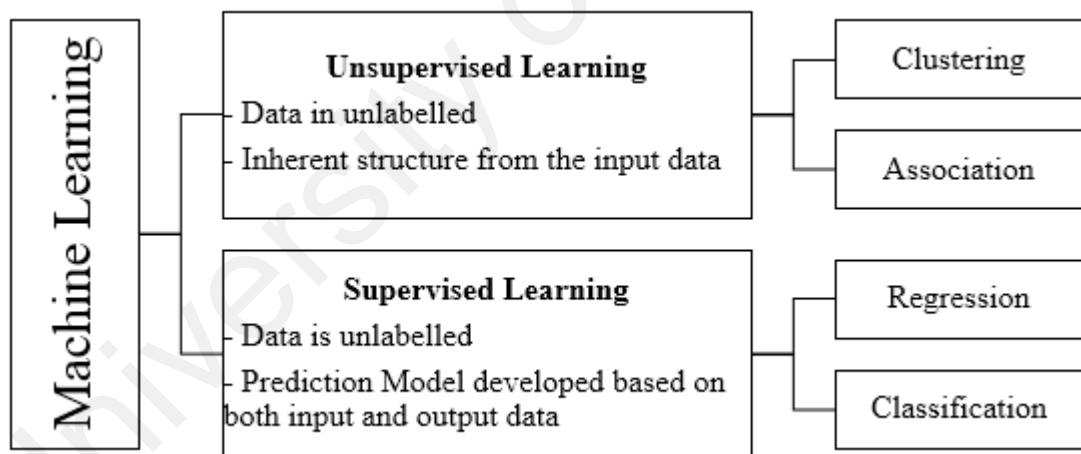 Machine Learning
Unsupervised Learning
- Data in unlabelled
- Inherent structure from the input data
Clustering
Association
Supervised Learning
- Data is unlabelled
- Prediction Model developed based on
both input and output data
Regression
Classification
University o